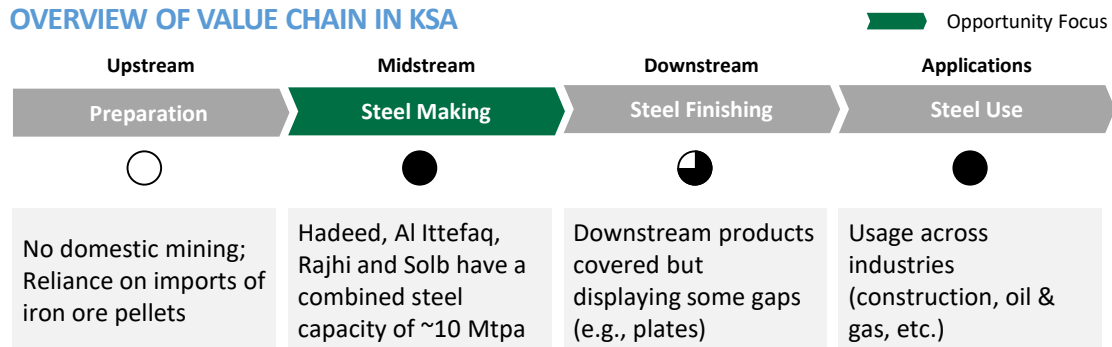 OVERVIEW OF VALUE CHAIN IN KSA
Opportunity Focus
Upstream
Midstream
Downstream
Applications
Preparation
Steel Making
Steel Finishing
Steel Use
No domestic mining;
Reliance on imports of
iron ore pellets
Hadeed, Al Ittefaq,
Rajhi and Solb have a
combined steel
capacity of ~10 Mtpa
Downstream products
covered but
displaying some gaps
(e.g., plates)
Usage across
industries
(construction, oil &
gas, etc.)